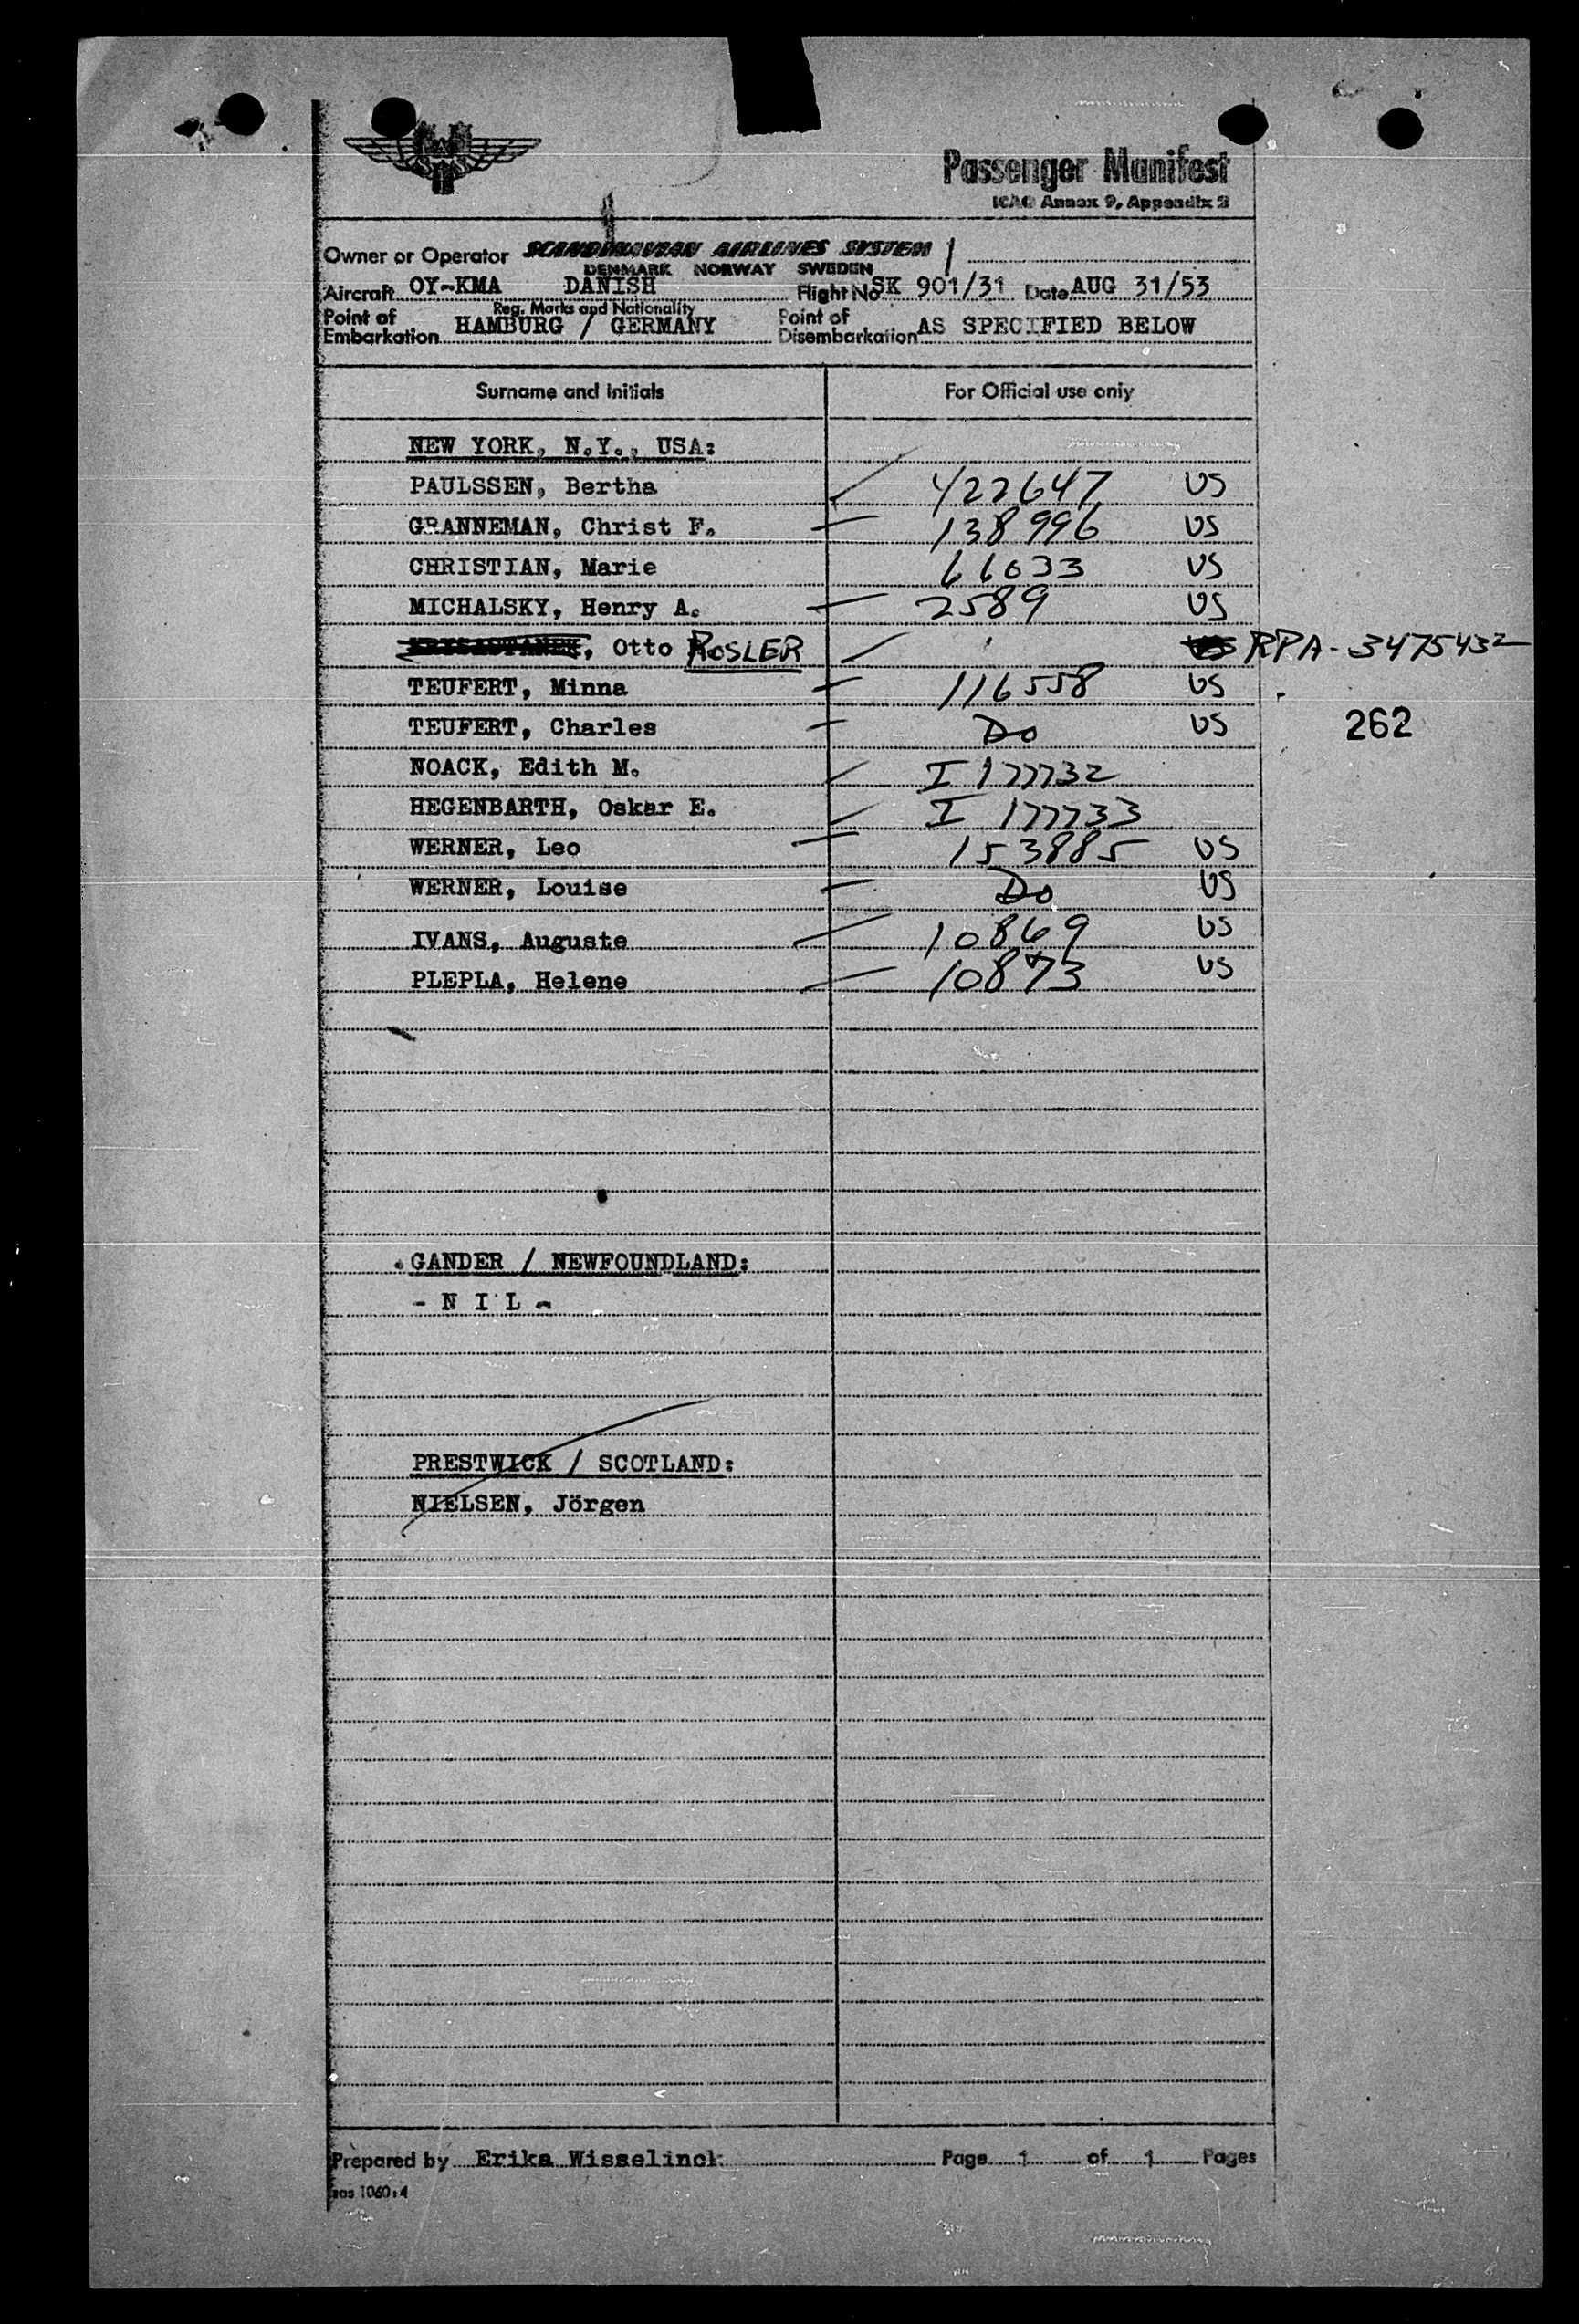 Passenger Manifest
ICAO Annex 9, Appendix 2
Owner or Operator SCANDINAVIAN AIRLINES SYSTEM
DENMARK NORWAY SWEDEN
Aircraft OY-KMA DANISH Flight No SK 901/31 Date AUG 31/53
Reg. Marks and Nationality
Point of Embarkation HAMBURG / GERMANY Point of Disembarkation AS SPECIFIED BELOW
Surname and Initials For Official use only
NEW YORK, N.Y., USA:
PAULSSEN, Bertha 422647 US
GRANNEMAN, Christ F. 138996 US
CHRISTIAN, Marie 66033 US
MICHALSKY, Henry A. 2589 US
, Otto ROSLER RPA-3475432
TEUFERT, Minna 116558 US
TEUFERT, Charles Do US 262
NOACK, Edith M. I 177732
HEGENBARTH, Oskar E. I 177733
WERNER, Leo 153885 US
WERNER, Louise Do US
IVANS, Auguste 10869 US
PLEPLA, Helene 10873 US
GANDER / NEWFOUNDLAND:
- N I L -
PRESTWICK / SCOTLAND:
NIELSEN, Jörgen
Prepared by Erika Wisselinck Page 1 of 1 Pages
sas 1060:4